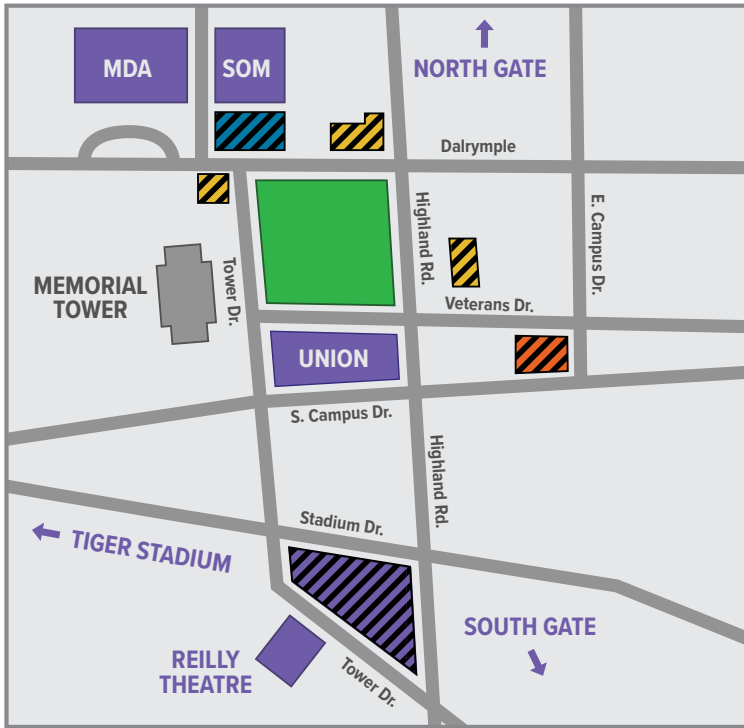 MDA
SOM
NORTH GATE
Dalrymple
Highland Rd.
E. Campus Dr.
MEMORIAL
TOWER
Tower Dr.
Veterans Dr.
UNION
S. Campus Dr.
Highland Rd.
Stadium Dr.
TIGER STADIUM
SOUTH GATE
REILLY
THEATRE
Tower Dr.